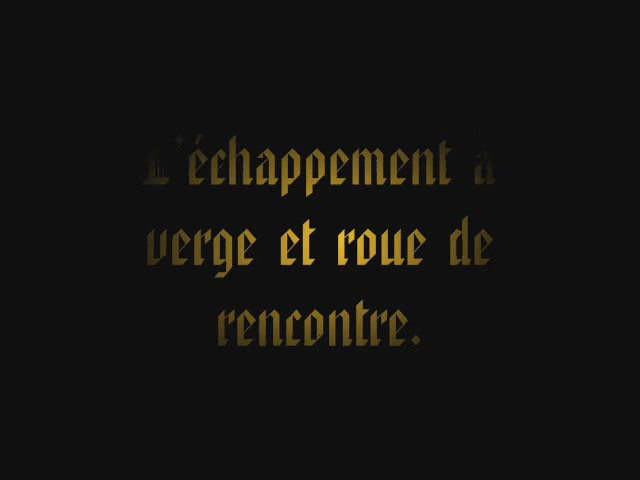 L'échappement à
verge et roue de
rencontre.